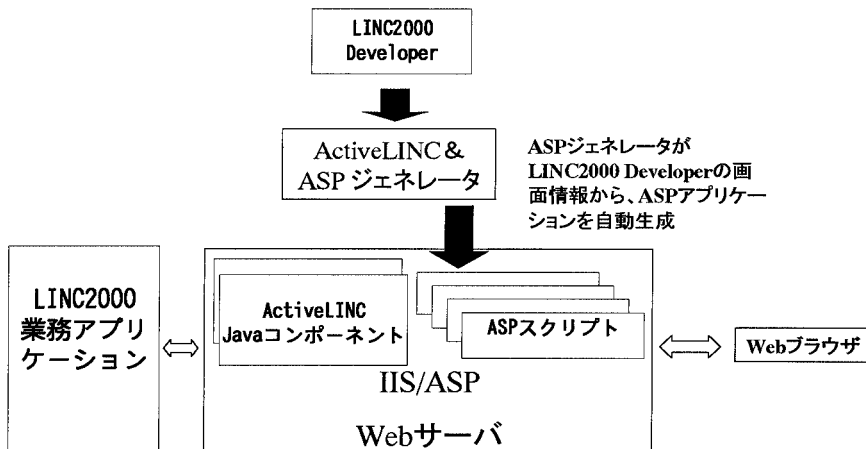 LINC2000
Developer
ActiveLINC &
ASP ジェネレータ
ASPジェネレータが
LINC2000 Developerの画
面情報から、ASPアプリケー
ションを自動生成
LINC2000
業務アプリ
ケーション
ActiveLINC
Javaコンポーネント
ASPスクリプト
IIS/ASP
Webサーバ
Webブラウザ